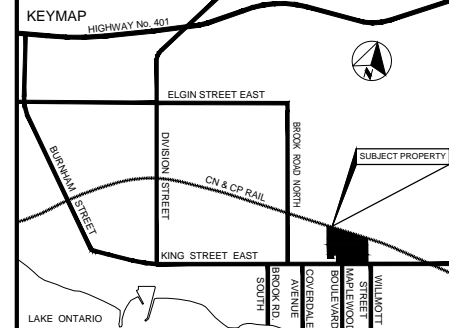 KEYMAP
HIGHWAY No. 401
N
ELGIN STREET EAST
BROOK ROAD NORTH
DIVISION STREET
BURNHAM STREET
SUBJECT PROPERTY
CN & CP RAIL
KING STREET EAST
BROOK RD.
SOUTH
COVERDALE
AVENUE
MAPLEWOOD
BOULEVARD
WILLMOTT
STREET
LAKE ONTARIO